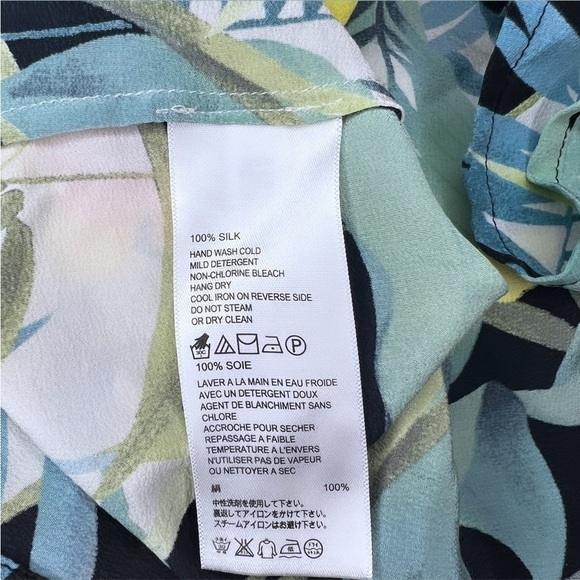 100% SILK
HAND WASH COLD
MILD DETERGENT
NON-CHLORINE BLEACH
HANG DRY
COOL IRON ON REVERSE SIDE
DO NOT STEAM
OR DRY CLEAN
30C P
100% SOIE
LAVER A LA MAIN EN EAU FROIDE
AVEC UN DETERGENT DOUX
AGENT DE BLANCHIMENT SANS
CHLORE
ACCROCHE POUR SECHER
REPASSAGE A FAIBLE
TEMPERATURE A L'ENVERS
N'UTILISER PAS DE VAPEUR
OU NETTOYER A SEC
絹 100%
中性洗剤を使用して下さい。
裏返してアイロンをかけて下さい。
スチームアイロンはお避け下さい。